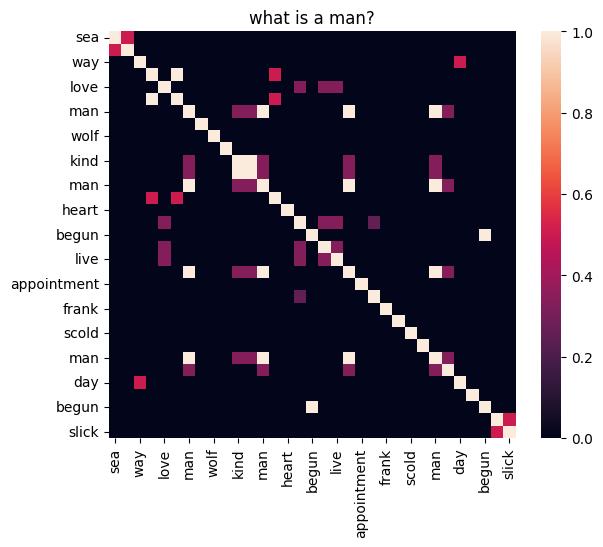 what is a man?
sea
way
love
man
wolf
kind
man
heart
begun
live
appointment
frank
scold
man
day
begun
slick
1.0
0.8
0.6
0.4
0.2
0.0
sea
way
love
man
wolf
kind
man
heart
begun
live
appointment
frank
scold
man
day
begun
slick